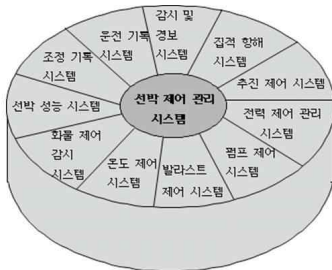 감시 및
경보
시스템
집적 항해
시스템
추진 제어 시스템
전력 제어 관리
시스템
펌프 제어
시스템
발라스트
제어 시스템
온도 제어
시스템
화물 제어
감시
시스템
선박 성능 시스템
조정 기록
시스템
운전 기록
시스템
선박 제어 관리
시스템